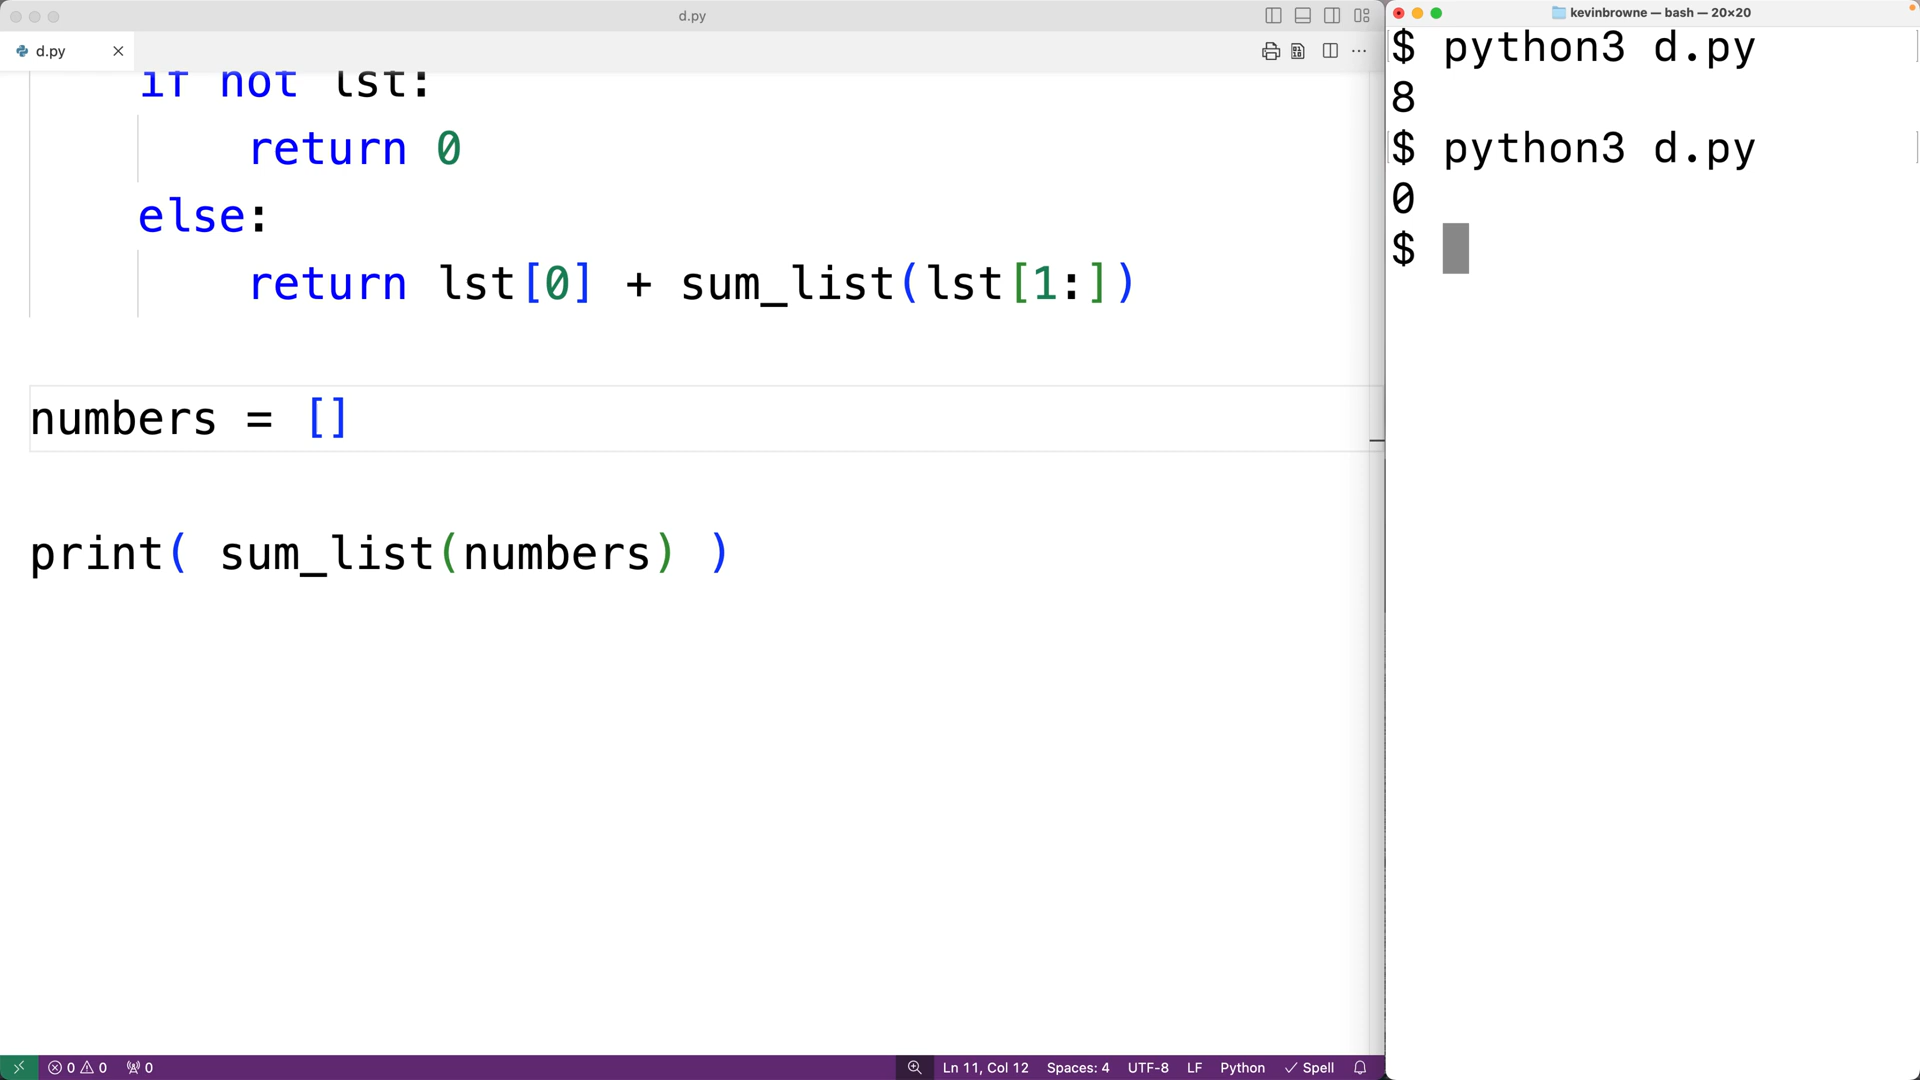 d.py
d.py
if not lst:
return 0
else:
return lst[0] + sum_list(lst[1:])
numbers = []
print( sum_list(numbers) )
0 0 0 Ln 11, Col 12 Spaces: 4 UTF-8 LF Python Spell
kevinbrowne — bash — 20×20
$ python3 d.py
8
$ python3 d.py
0
$